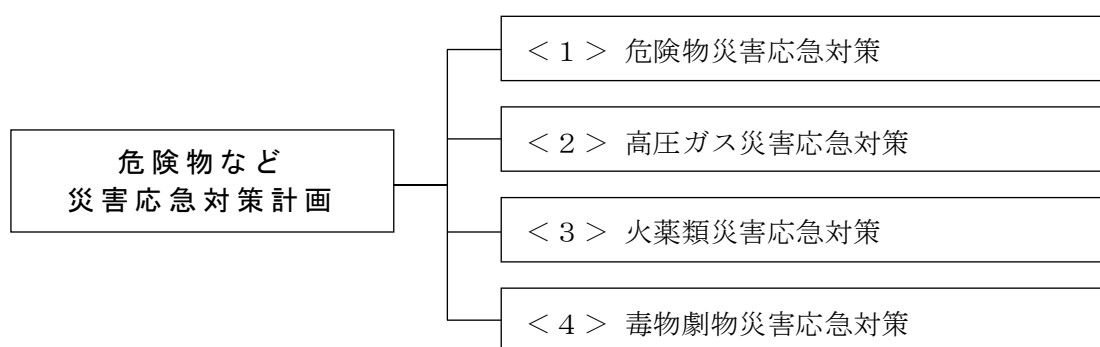 危険物など
災害応急対策計画
＜１＞ 危険物災害応急対策
＜２＞ 高圧ガス災害応急対策
＜３＞ 火薬類災害応急対策
＜４＞ 毒物劇物災害応急対策